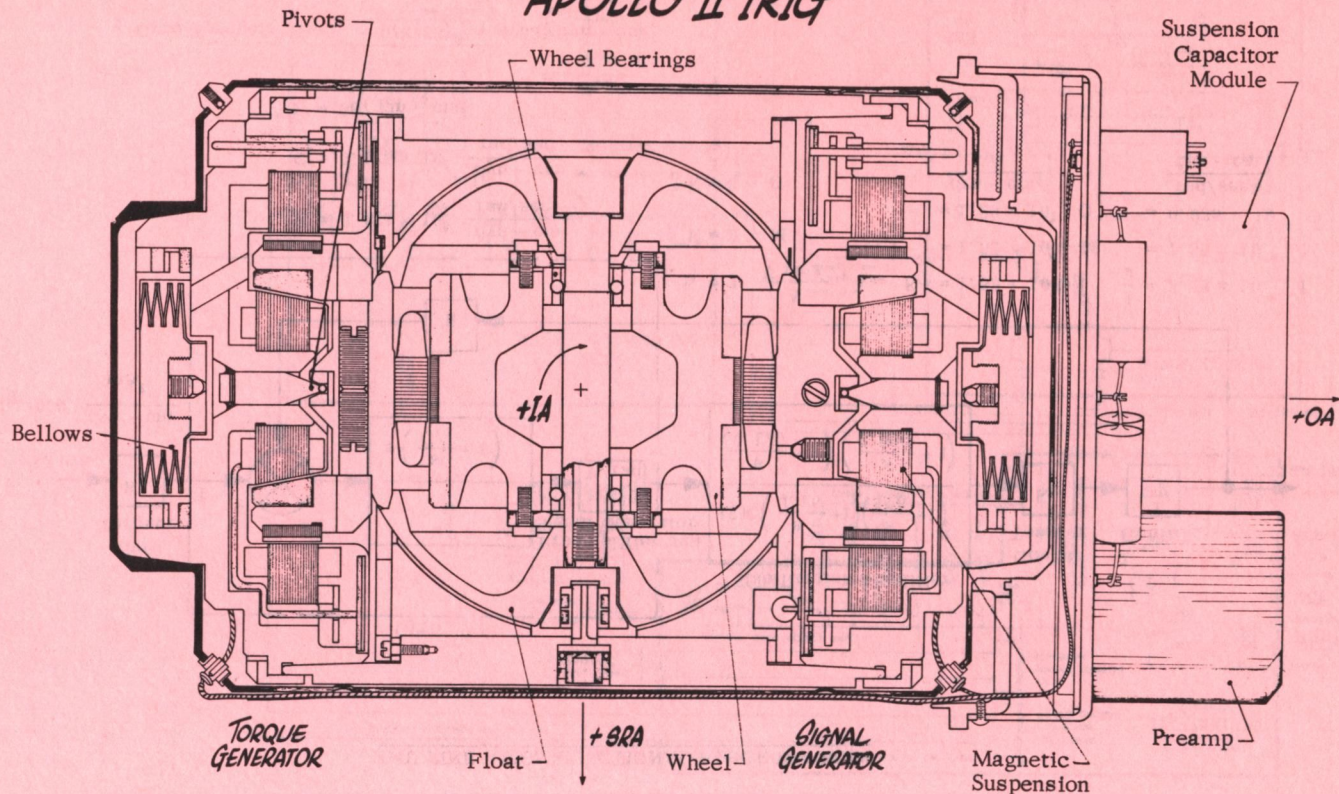 APOLLO II IRIG
Pivots
Wheel Bearings
Suspension
Capacitor
Module
+IA
+OA
Bellows
TORQUE
GENERATOR
Float
+SRA
Wheel
SIGNAL
GENERATOR
Magnetic
Suspension
Preamp